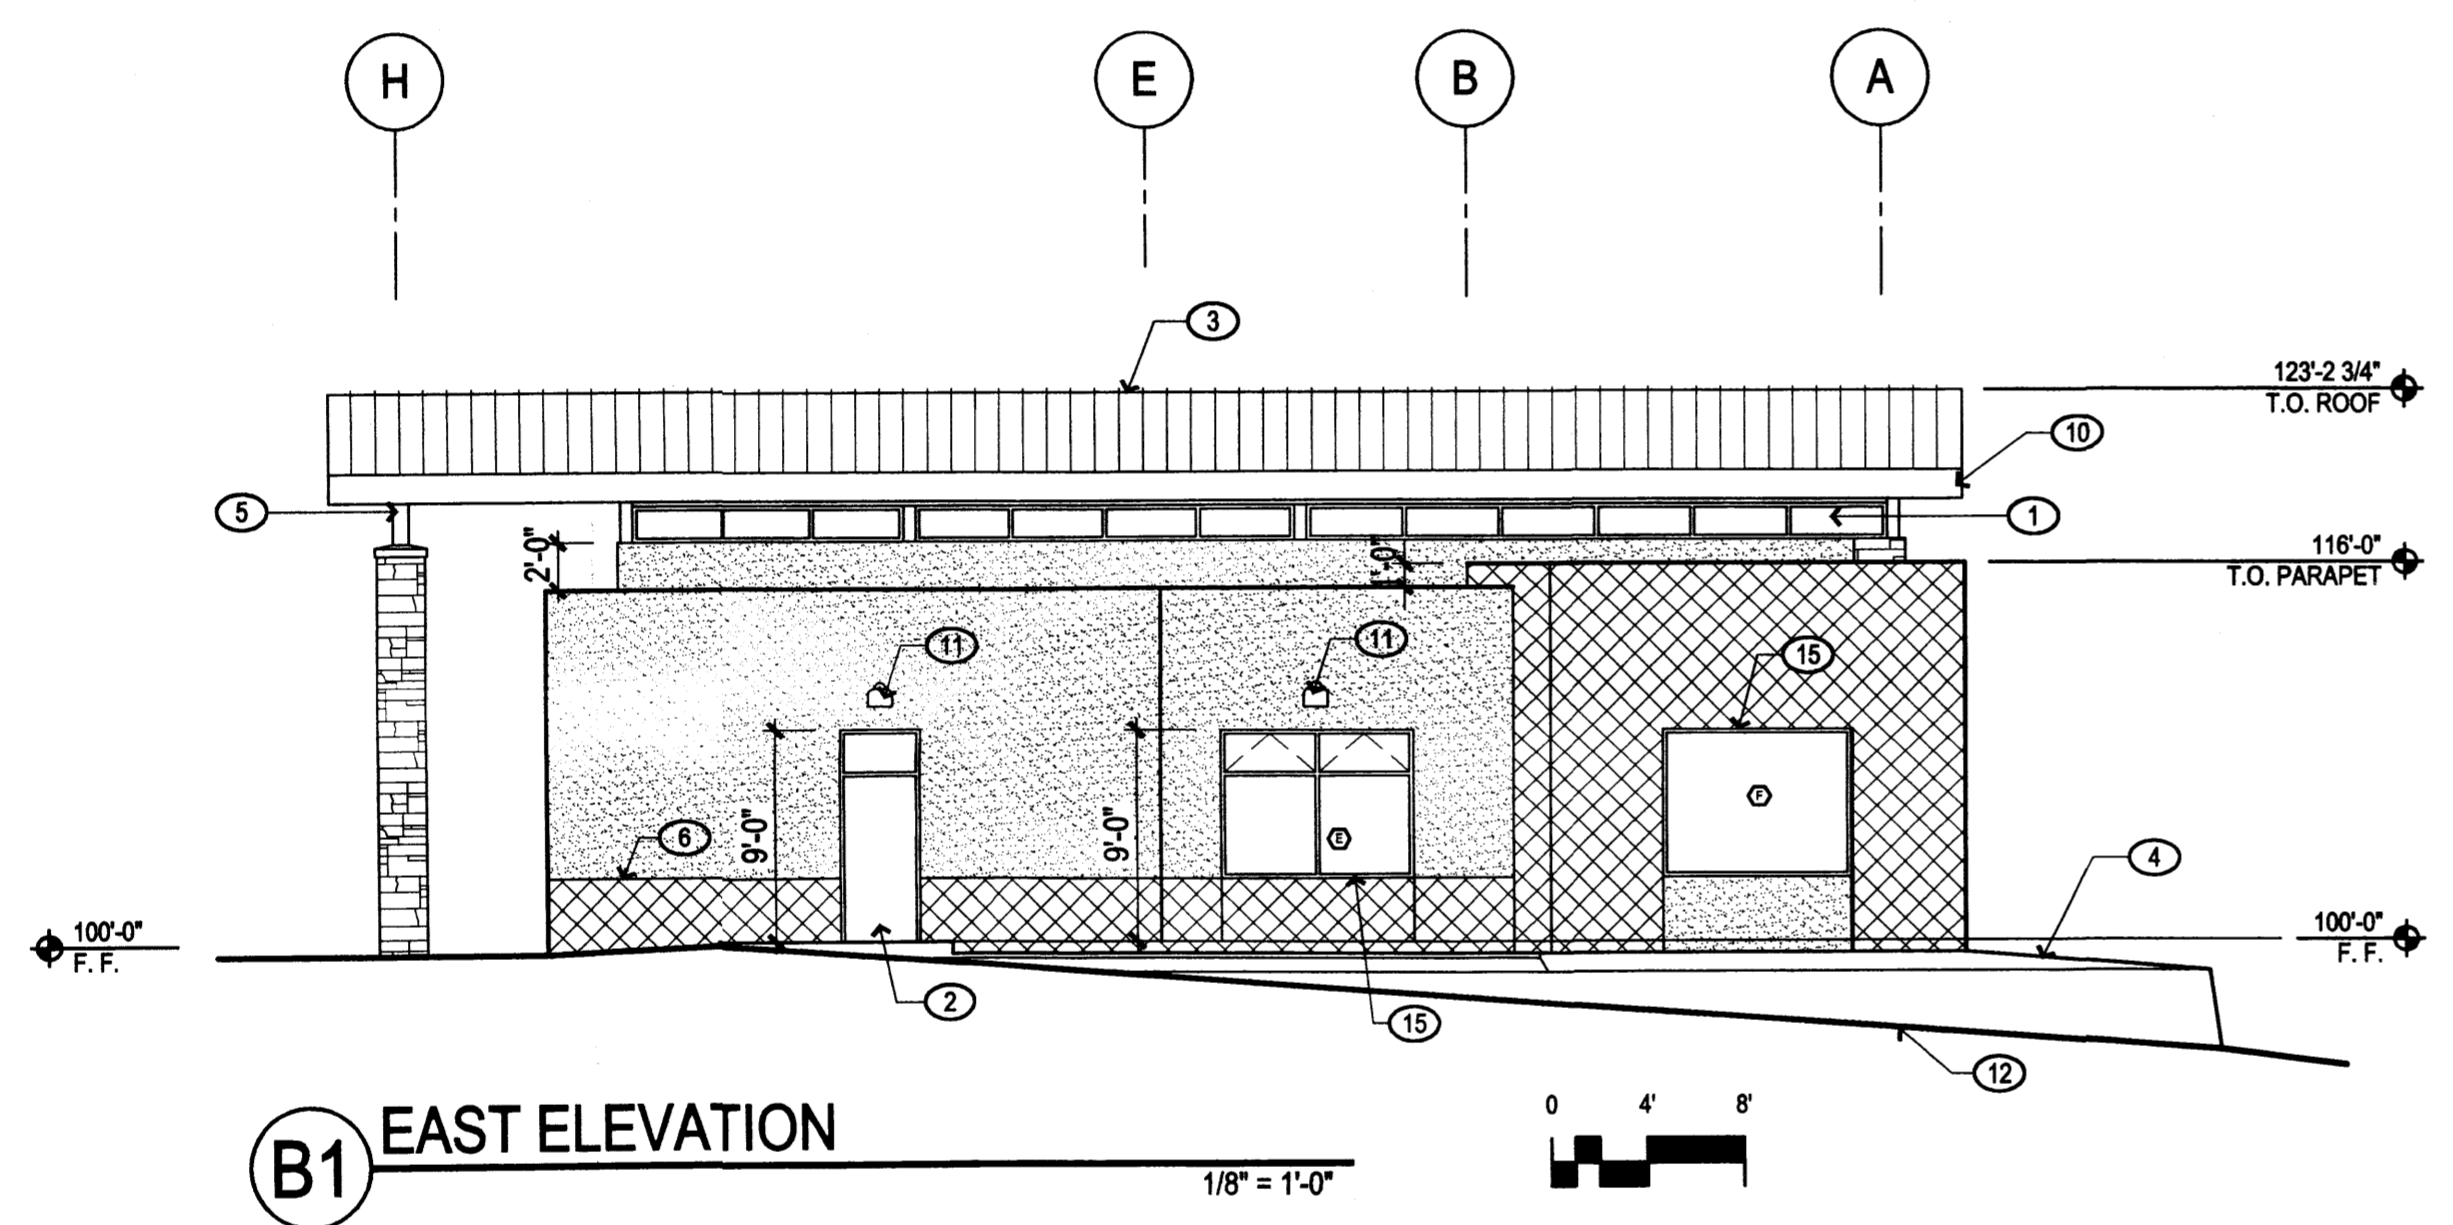 H E B A
3
123'-2 3/4"
T.O. ROOF
10
5
1
2'-0"
1'-0"
116'-0"
T.O. PARAPET
11
11
15
F
9'-0"
9'-0"
6
E
4
100'-0"
F. F.
100'-0"
F. F.
2
15
12
0 4' 8'
B1 EAST ELEVATION
1/8" = 1'-0"